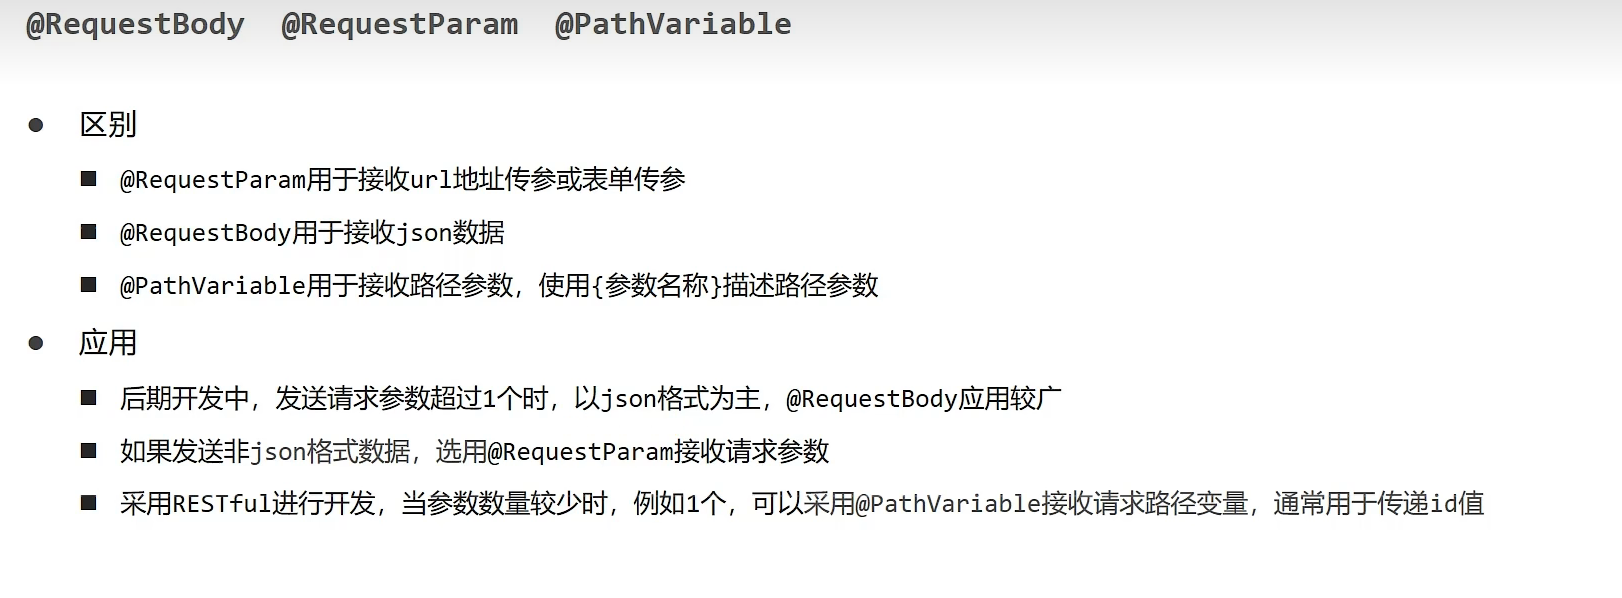 @RequestBody @RequestParam @PathVariable
区别
@RequestParam用于接收url地址传参或表单传参
@RequestBody用于接收json数据
@PathVariable用于接收路径参数，使用{参数名称}描述路径参数
应用
后期开发中，发送请求参数超过1个时，以json格式为主，@RequestBody应用较广
如果发送非json格式数据，选用@RequestParam接收请求参数
采用RESTful进行开发，当参数数量较少时，例如1个，可以采用@PathVariable接收请求路径变量，通常用于传递id值